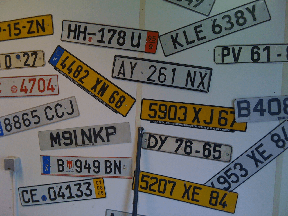 P-15-ZN
HH-178 U
KLE 638Y
D "27
PV 61-8
4704
4482 XN 68
AY-261 NX
8865 CCJ
5903 XJ 67
B408
M91NKP
DY 76-65
B 949 BN
953 XE 84
CE.04133
5207 XE 84